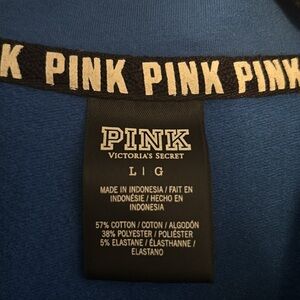 K PINK PINK PINK
PINK
VICTORIA'S SECRET
L | G
MADE IN INDONESIA / FAIT EN
INDONÉSIE / HECHO EN
INDONESIA
57% COTTON / COTON / ALGODÓN
38% POLYESTER / POLIÉSTER
5% ELASTANE / ÉLASTHANNE /
ELASTANO